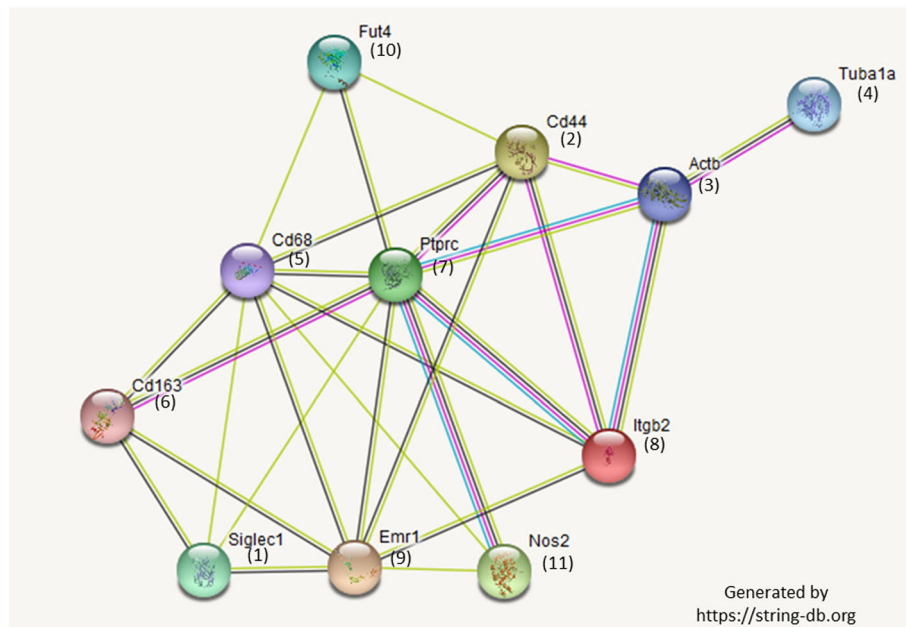 Fut4
(10)
Tuba1a
(4)
Cd44
(2)
Actb
(3)
Cd68
(5)
Ptprc
(7)
Cd163
(6)
Itgb2
(8)
Siglec1
(1)
Emr1
(9)
Nos2
(11)
Generated by
https://string-db.org